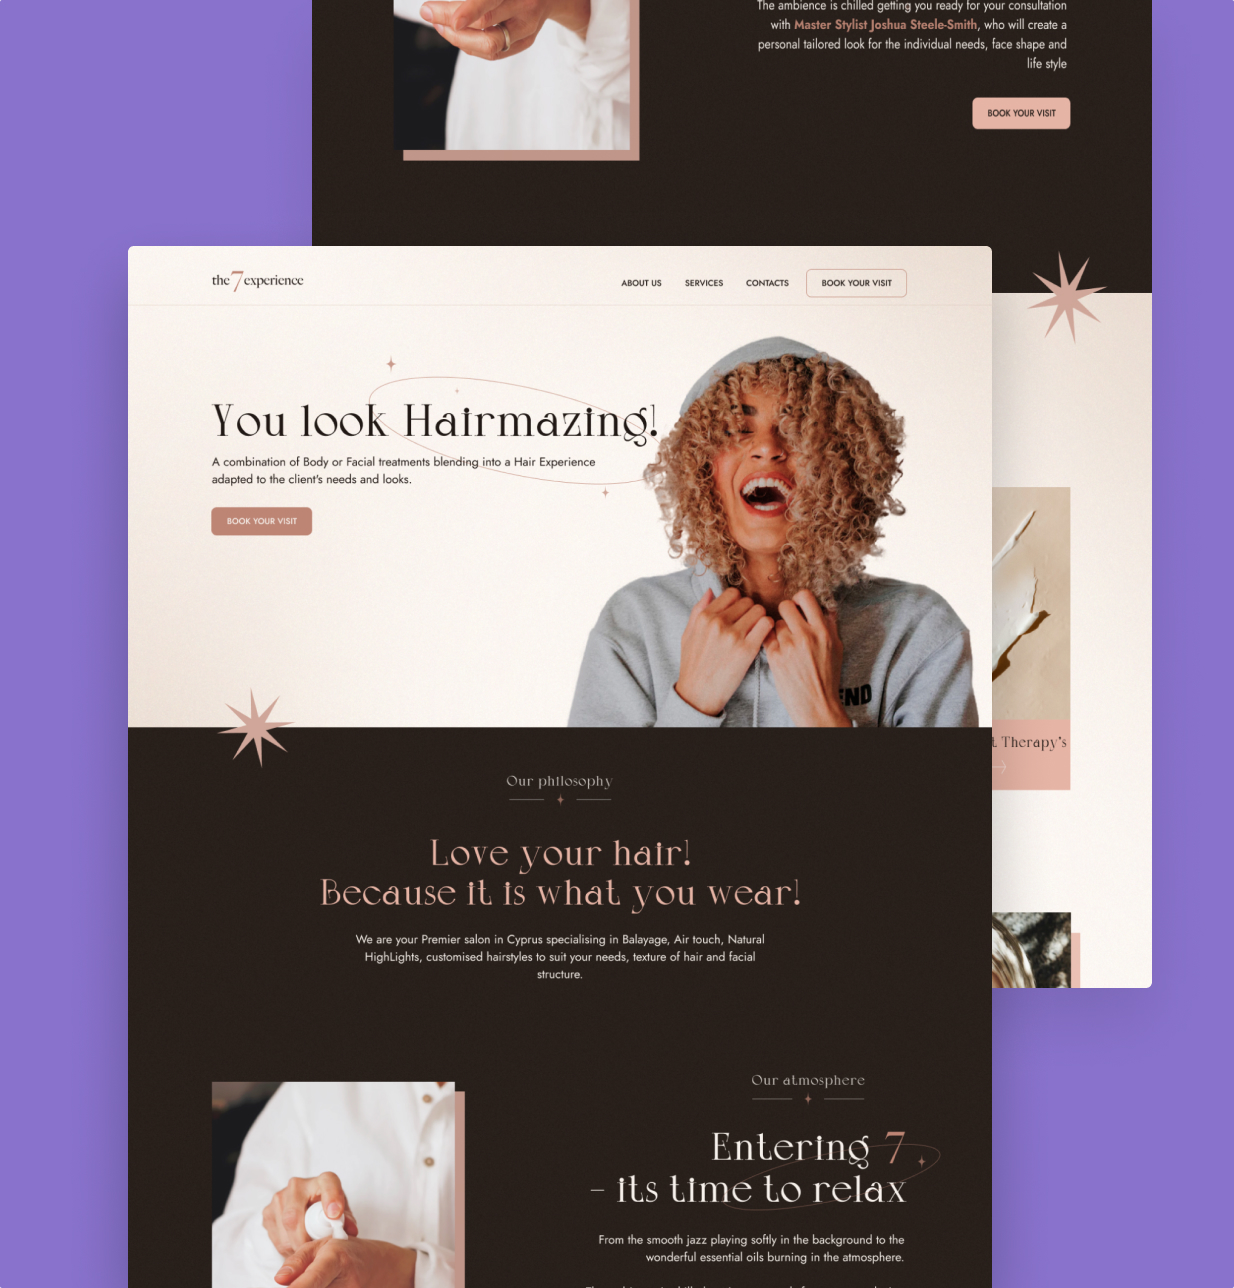 The ambience is chilled getting you ready for your consultation
with Master Stylist Joshua Steele-Smith, who will create a
personal tailored look for the individual needs, face shape and
life style
BOOK YOUR VISIT
the 7 experience
ABOUT US
SERVICES
CONTACTS
BOOK YOUR VISIT
You look Hairmazing!
A combination of Body or Facial treatments blending into a Hair Experience
adapted to the client's needs and looks.
BOOK YOUR VISIT
END
Therapy's
Our philosophy
Love your hair!
Because it is what you wear!
We are your Premier salon in Cyprus specialising in Balayage, Air touch, Natural
HighLights, customised hairstyles to suit your needs, texture of hair and facial
structure.
Our atmosphere
Entering 7
– its time to relax
From the smooth jazz playing softly in the background to the
wonderful essential oils burning in the atmosphere.